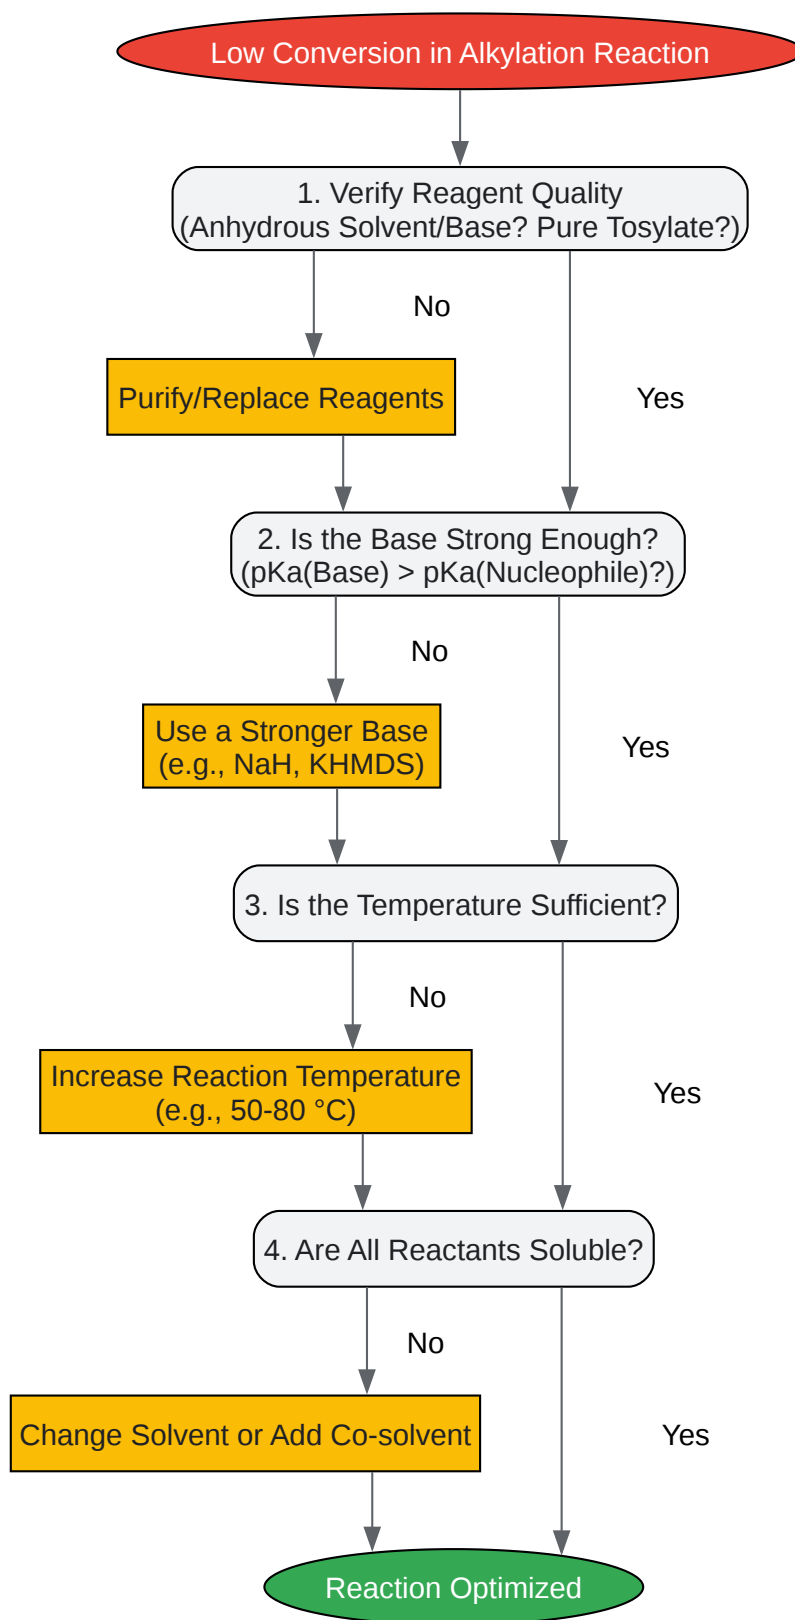 Low Conversion in Alkylation Reaction
1. Verify Reagent Quality
(Anhydrous Solvent/Base? Pure Tosylate?)
No
Purify/Replace Reagents
Yes
2. Is the Base Strong Enough?
(pKa(Base) > pKa(Nucleophile)?)
No
Use a Stronger Base
(e.g., NaH, KHMDS)
Yes
3. Is the Temperature Sufficient?
No
Increase Reaction Temperature
(e.g., 50-80 °C)
Yes
4. Are All Reactants Soluble?
No
Change Solvent or Add Co-solvent
Yes
Reaction Optimized